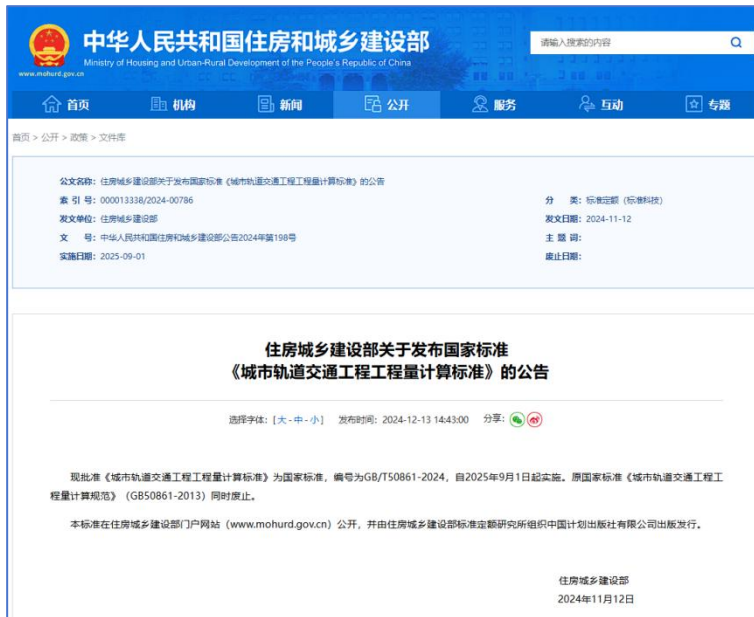 中华人民共和国住房和城乡建设部
Ministry of Housing and Urban-Rural Development of the People's Republic of China
www.mohurd.gov.cn
请输入搜索的内容
首页 机构 新闻 公开 服务 互动 专题
首页 > 公开 > 政策 > 文件库
公文名称: 住房城乡建设部关于发布国家标准《城市轨道交通工程工程量计算标准》的公告
索 引 号: 000013338/2024-00786 分 类: 标准定额（标准科技）
发文单位: 住房城乡建设部 发文日期: 2024-11-12
文 号: 中华人民共和国住房和城乡建设部公告2024年第198号 主 题 词:
实施日期: 2025-09-01 废止日期:
住房城乡建设部关于发布国家标准
《城市轨道交通工程工程量计算标准》的公告
选择字体: [大-中-小] 发布时间: 2024-12-13 14:43:00 分享:
现批准《城市轨道交通工程工程量计算标准》为国家标准，编号为GB/T50861-2024，自2025年9月1日起实施。原国家标准《城市轨道交通工程工
程量计算规范》（GB50861-2013）同时废止。
本标准在住房城乡建设部门户网站（www.mohurd.gov.cn）公开，并由住房城乡建设部标准定额研究所组织中国计划出版社有限公司出版发行。
住房城乡建设部
2024年11月12日